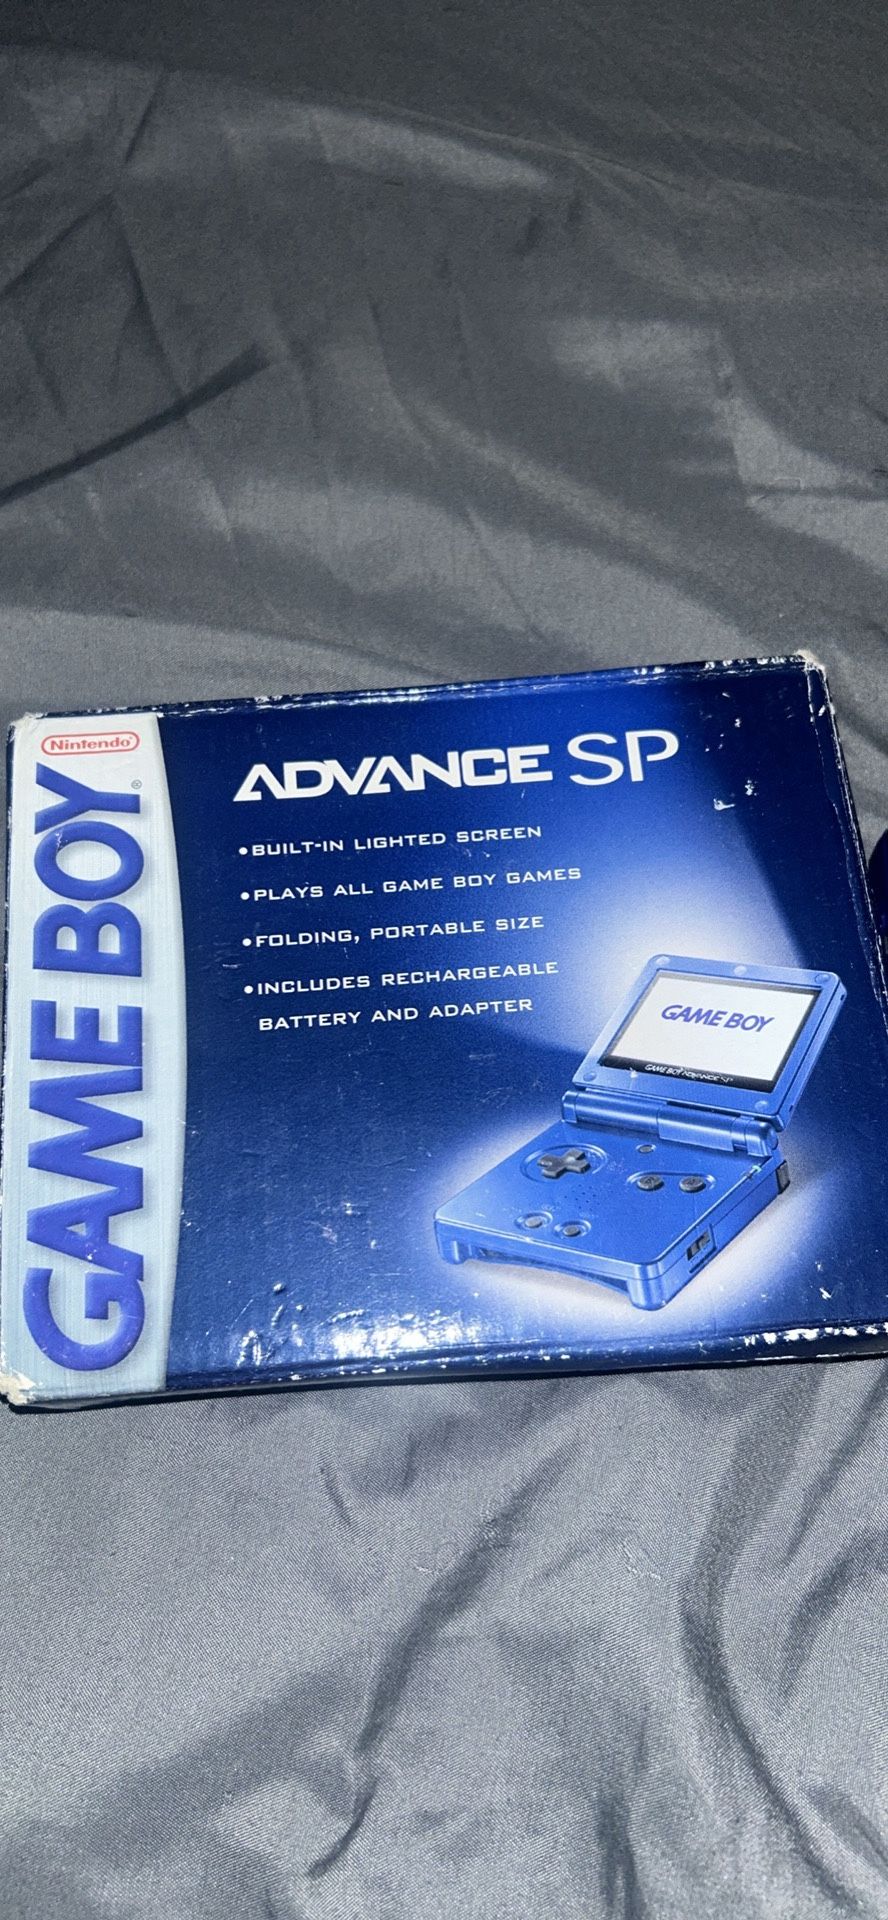 Nintendo®
GAME BOY®
ADVANCE SP
•BUILT-IN LIGHTED SCREEN
•PLAYS ALL GAME BOY GAMES
•FOLDING, PORTABLE SIZE
•INCLUDES RECHARGEABLE
BATTERY AND ADAPTER
GAME BOY
GAME BOY ADVANCE SP